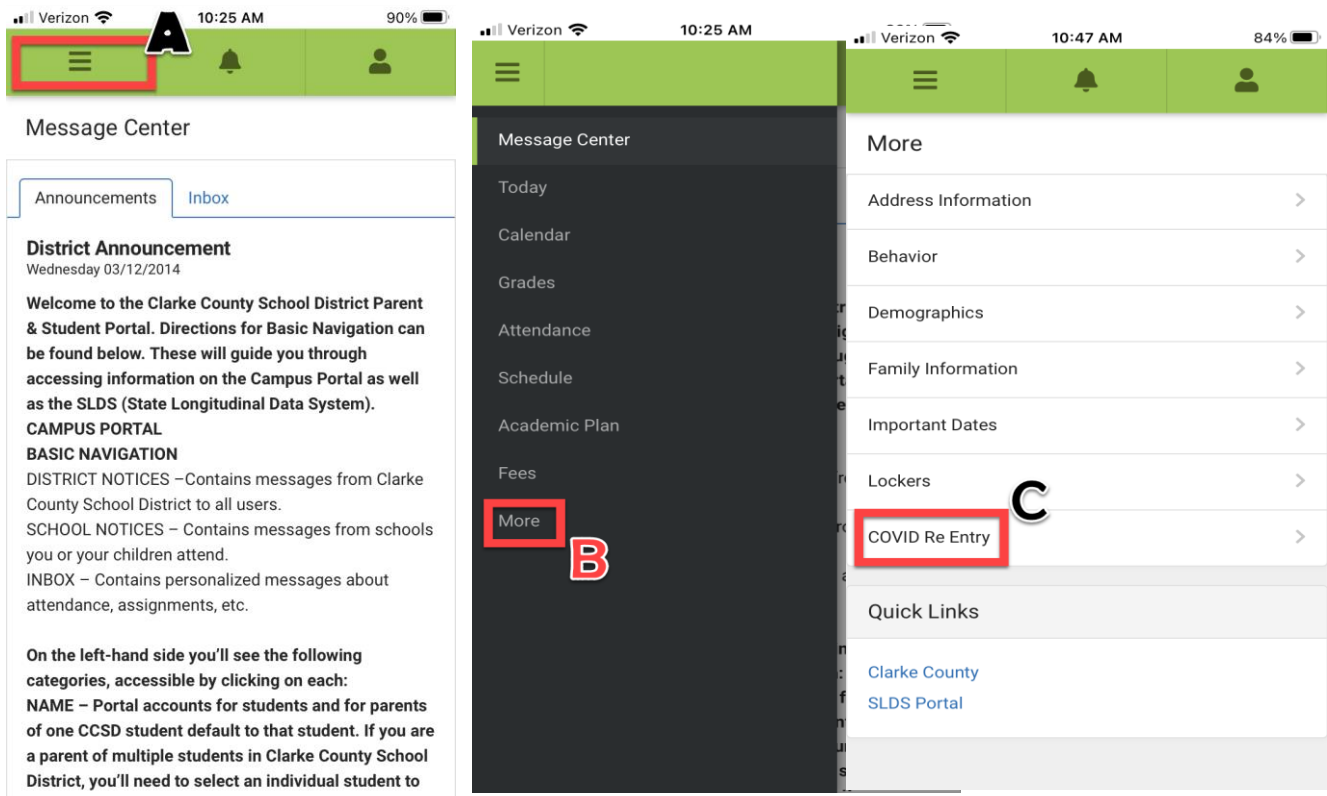 Verizon 10:25 AM 90%
A
Message Center
Announcements Inbox
District Announcement
Wednesday 03/12/2014
Welcome to the Clarke County School District Parent
& Student Portal. Directions for Basic Navigation can
be found below. These will guide you through
accessing information on the Campus Portal as well
as the SLDS (State Longitudinal Data System).
CAMPUS PORTAL
BASIC NAVIGATION
DISTRICT NOTICES –Contains messages from Clarke
County School District to all users.
SCHOOL NOTICES – Contains messages from schools
you or your children attend.
INBOX – Contains personalized messages about
attendance, assignments, etc.
On the left-hand side you’ll see the following
categories, accessible by clicking on each:
NAME – Portal accounts for students and for parents
of one CCSD student default to that student. If you are
a parent of multiple students in Clarke County School
District, you’ll need to select an individual student to
Verizon 10:25 AM
Message Center
Today
Calendar
Grades
Attendance
Schedule
Academic Plan
Fees
More
B
Verizon 10:47 AM 84%
More
Address Information
Behavior
Demographics
Family Information
Important Dates
Lockers
C
COVID Re Entry
Quick Links
Clarke County
SLDS Portal